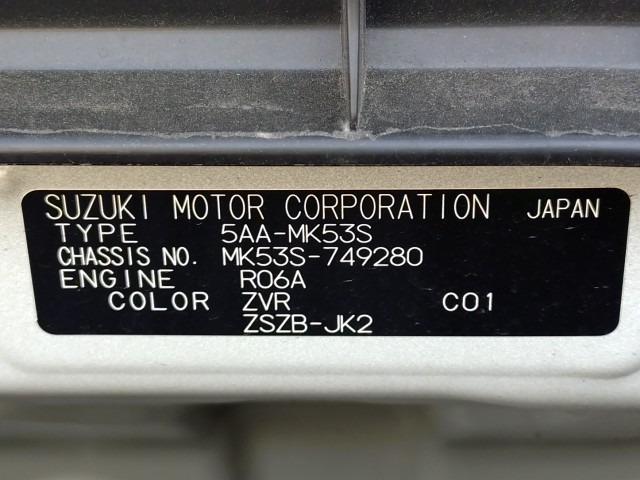 SUZUKI MOTOR CORPORATION JAPAN
TYPE 5AA-MK53S
CHASSIS NO. MK53S-749280
ENGINE R06A
COLOR ZVR C01
ZSZB-JK2